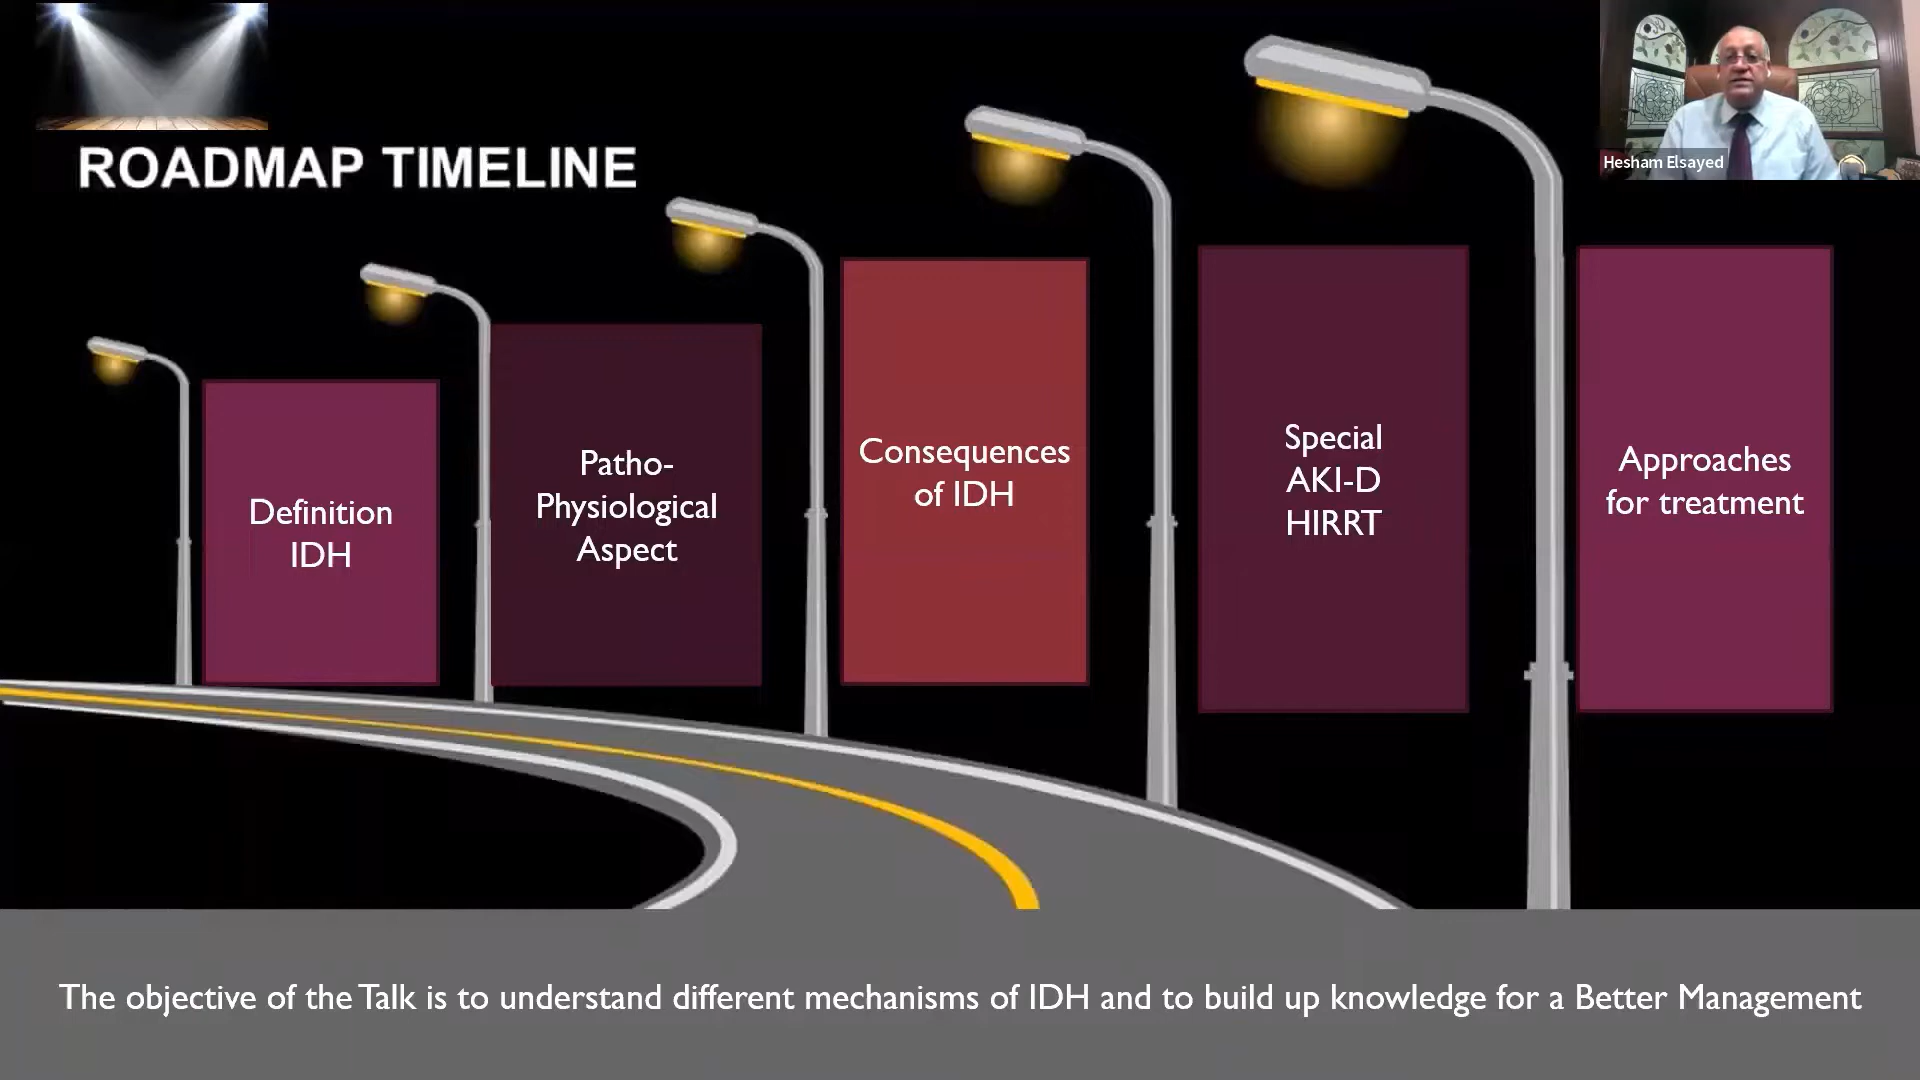 ROADMAP TIMELINE
Hesham Elsayed
Definition
IDH
Patho-
Physiological
Aspect
Consequences
of IDH
Special
AKI-D
HIRRT
Approaches
for treatment
The objective of the Talk is to understand different mechanisms of IDH and to build up knowledge for a Better Management